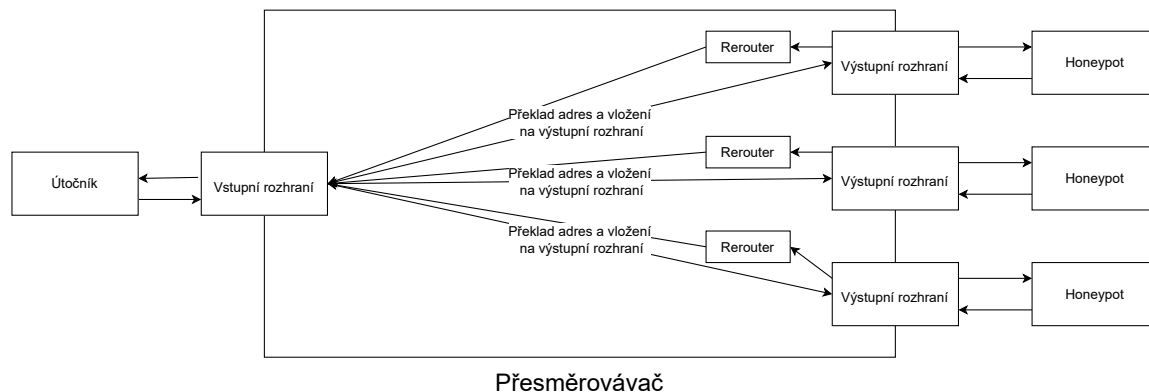 Rerouter
Výstupní rozhraní
Honeypot
Překlad adres a vložení
na výstupní rozhraní
Rerouter
Výstupní rozhraní
Honeypot
Útočník
Vstupní rozhraní
Překlad adres a vložení
na výstupní rozhraní
Překlad adres a vložení
na výstupní rozhraní
Rerouter
Výstupní rozhraní
Honeypot
Přesměrovávač